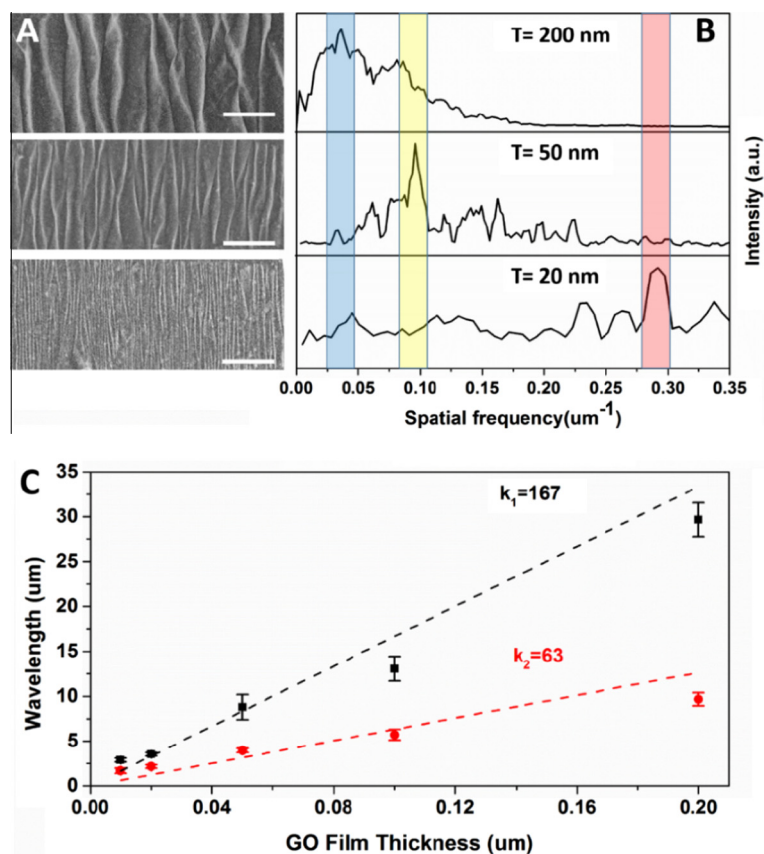 A
B
T= 200 nm
T= 50 nm
T= 20 nm
Intensity (a.u.)
0.00 0.05 0.10 0.15 0.20 0.25 0.30 0.35
Spatial frequency(um⁻¹)
C
35
30
25
20
15
10
5
0
Wavelength (um)
k₁=167
k₂=63
0.00 0.04 0.08 0.12 0.16 0.20
GO Film Thickness (um)